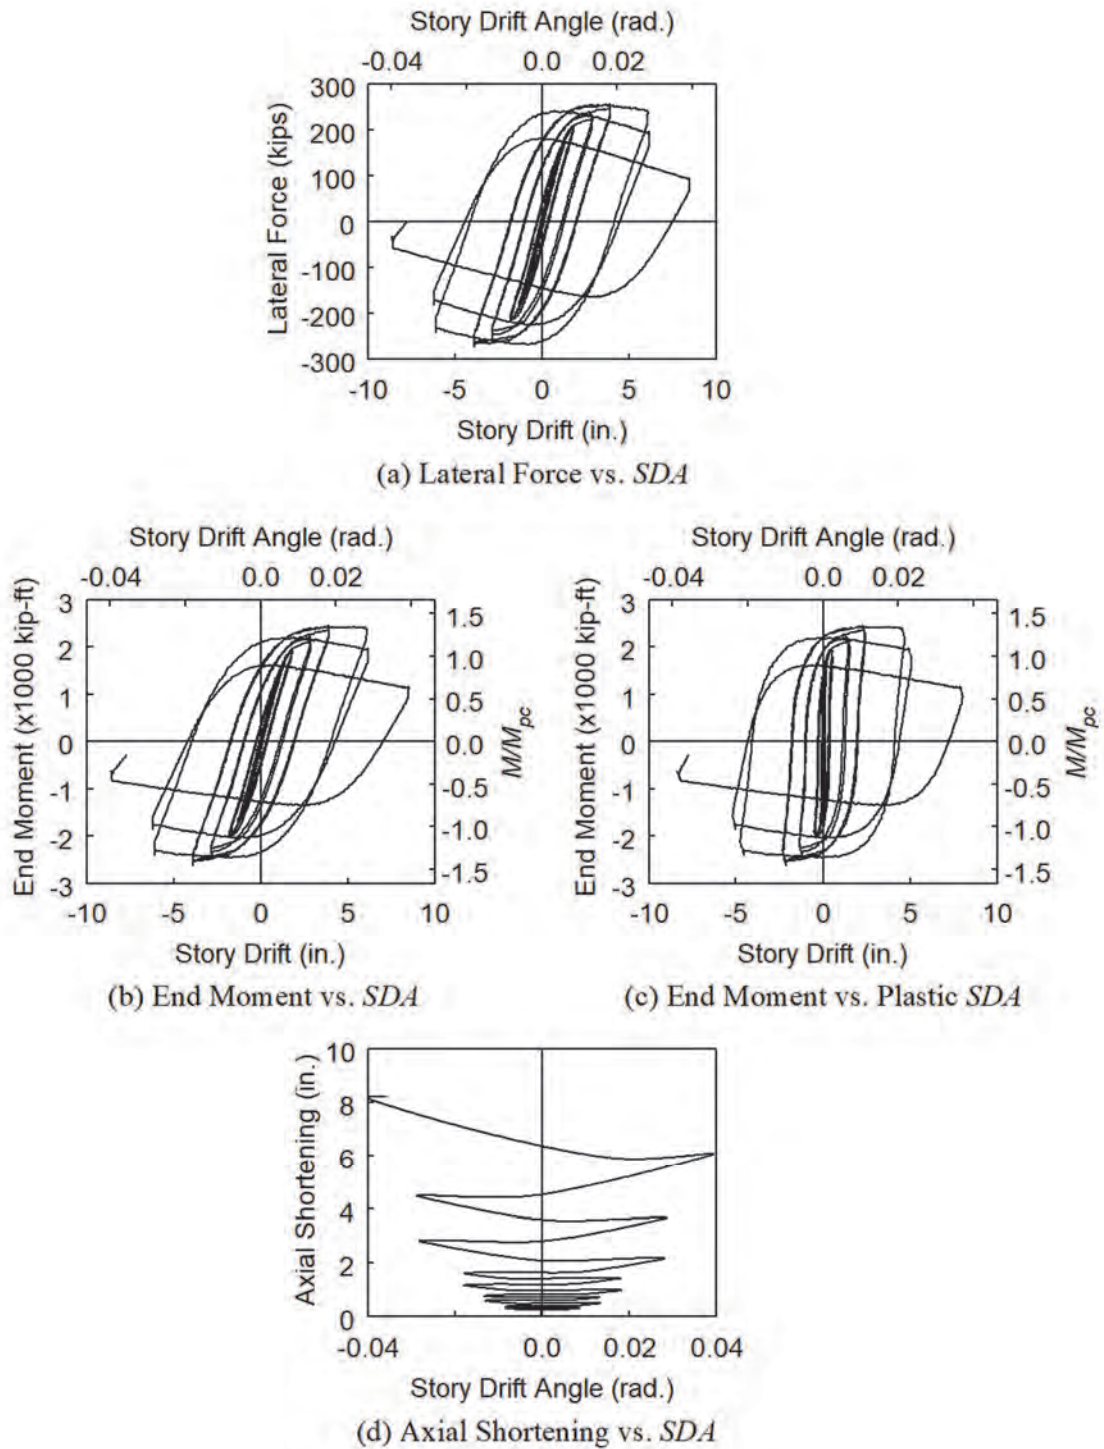 Story Drift Angle (rad.)
-0.04 0.0 0.02
300
200
100
0
-100
-200
-300
Lateral Force (kips)
-10 -5 0 5 10
Story Drift (in.)
(a) Lateral Force vs. SDA
Story Drift Angle (rad.)
-0.04 0.0 0.02
3
2
1
0
-1
-2
-3
End Moment (x1000 kip-ft)
1.5
1.0
0.5
0.0
-0.5
-1.0
-1.5
M/Mpc
-10 -5 0 5 10
Story Drift (in.)
(b) End Moment vs. SDA
Story Drift Angle (rad.)
-0.04 0.0 0.02
3
2
1
0
-1
-2
-3
End Moment (x1000 kip-ft)
1.5
1.0
0.5
0.0
-0.5
-1.0
-1.5
M/Mpc
-10 -5 0 5 10
Story Drift (in.)
(c) End Moment vs. Plastic SDA
10
8
6
4
2
0
Axial Shortening (in.)
-0.04 0.0 0.02 0.04
Story Drift Angle (rad.)
(d) Axial Shortening vs. SDA